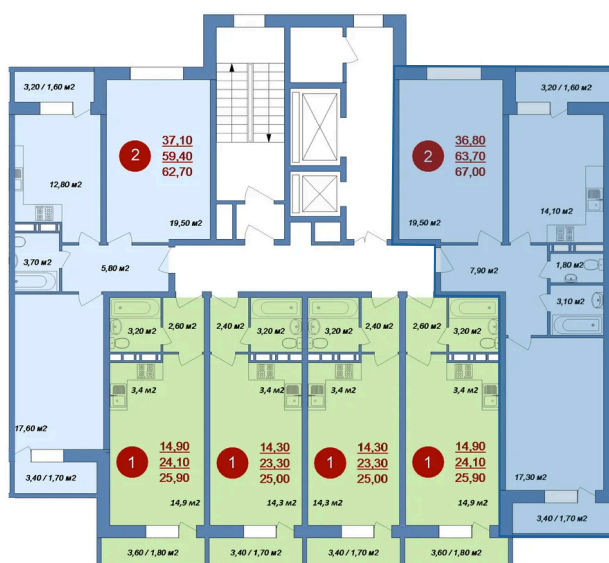 3,20 / 1,60 м2
3,20 / 1,60 м2
2
37,10
59,40
62,70
2
36,80
63,70
67,00
12,80 м2
19,50 м2
19,50 м2
14,10 м2
3,70 м2
5,80 м2
7,90 м2
1,80 м2
3,10 м2
3,20 м2
2,60 м2
2,40 м2
3,20 м2
3,20 м2
2,40 м2
2,60 м2
3,20 м2
3,4 м2
3,4 м2
3,4 м2
3,4 м2
17,60 м2
1
14,90
24,10
25,90
1
14,30
23,30
25,00
1
14,30
23,30
25,00
1
14,90
24,10
25,90
14,9 м2
14,3 м2
14,3 м2
14,9 м2
17,30 м2
3,40 / 1,70 м2
3,40 / 1,70 м2
3,60 / 1,80 м2
3,40 / 1,70 м2
3,40 / 1,70 м2
3,60 / 1,80 м2